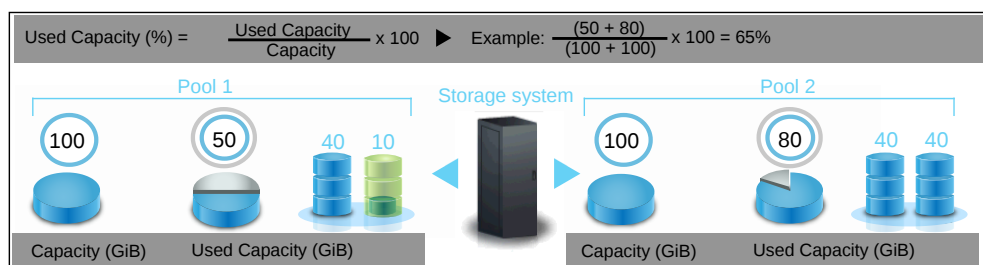 Used Capacity (%) = Used Capacity / Capacity x 100 Example: (50 + 80) / (100 + 100) x 100 = 65%
Pool 1 Storage system Pool 2
100 50 40 10 100 80 40 40
Capacity (GiB) Used Capacity (GiB) Capacity (GiB) Used Capacity (GiB)